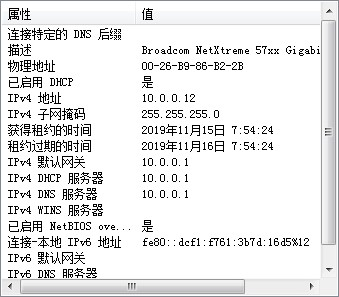 属性 值
连接特定的 DNS 后缀
描述 Broadcom NetXtreme 57xx Gigabi
物理地址 00-26-B9-86-B2-2B
已启用 DHCP 是
IPv4 地址 10.0.0.12
IPv4 子网掩码 255.255.255.0
获得租约的时间 2019年11月15日 7:54:24
租约过期的时间 2019年11月16日 7:54:24
IPv4 默认网关 10.0.0.1
IPv4 DHCP 服务器 10.0.0.1
IPv4 DNS 服务器 10.0.0.1
IPv4 WINS 服务器
已启用 NetBIOS ove... 是
连接-本地 IPv6 地址 fe80::dcf1:f761:3b7d:16d5%12
IPv6 默认网关
IPv6 DNS 服务器